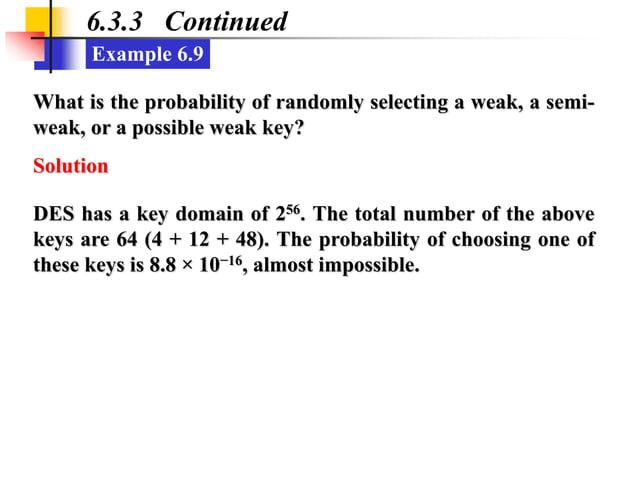 6.3.3 Continued
Example 6.9
What is the probability of randomly selecting a weak, a semi-
weak, or a possible weak key?
Solution
DES has a key domain of 2⁵⁶. The total number of the above
keys are 64 (4 + 12 + 48). The probability of choosing one of
these keys is 8.8 × 10⁻¹⁶, almost impossible.